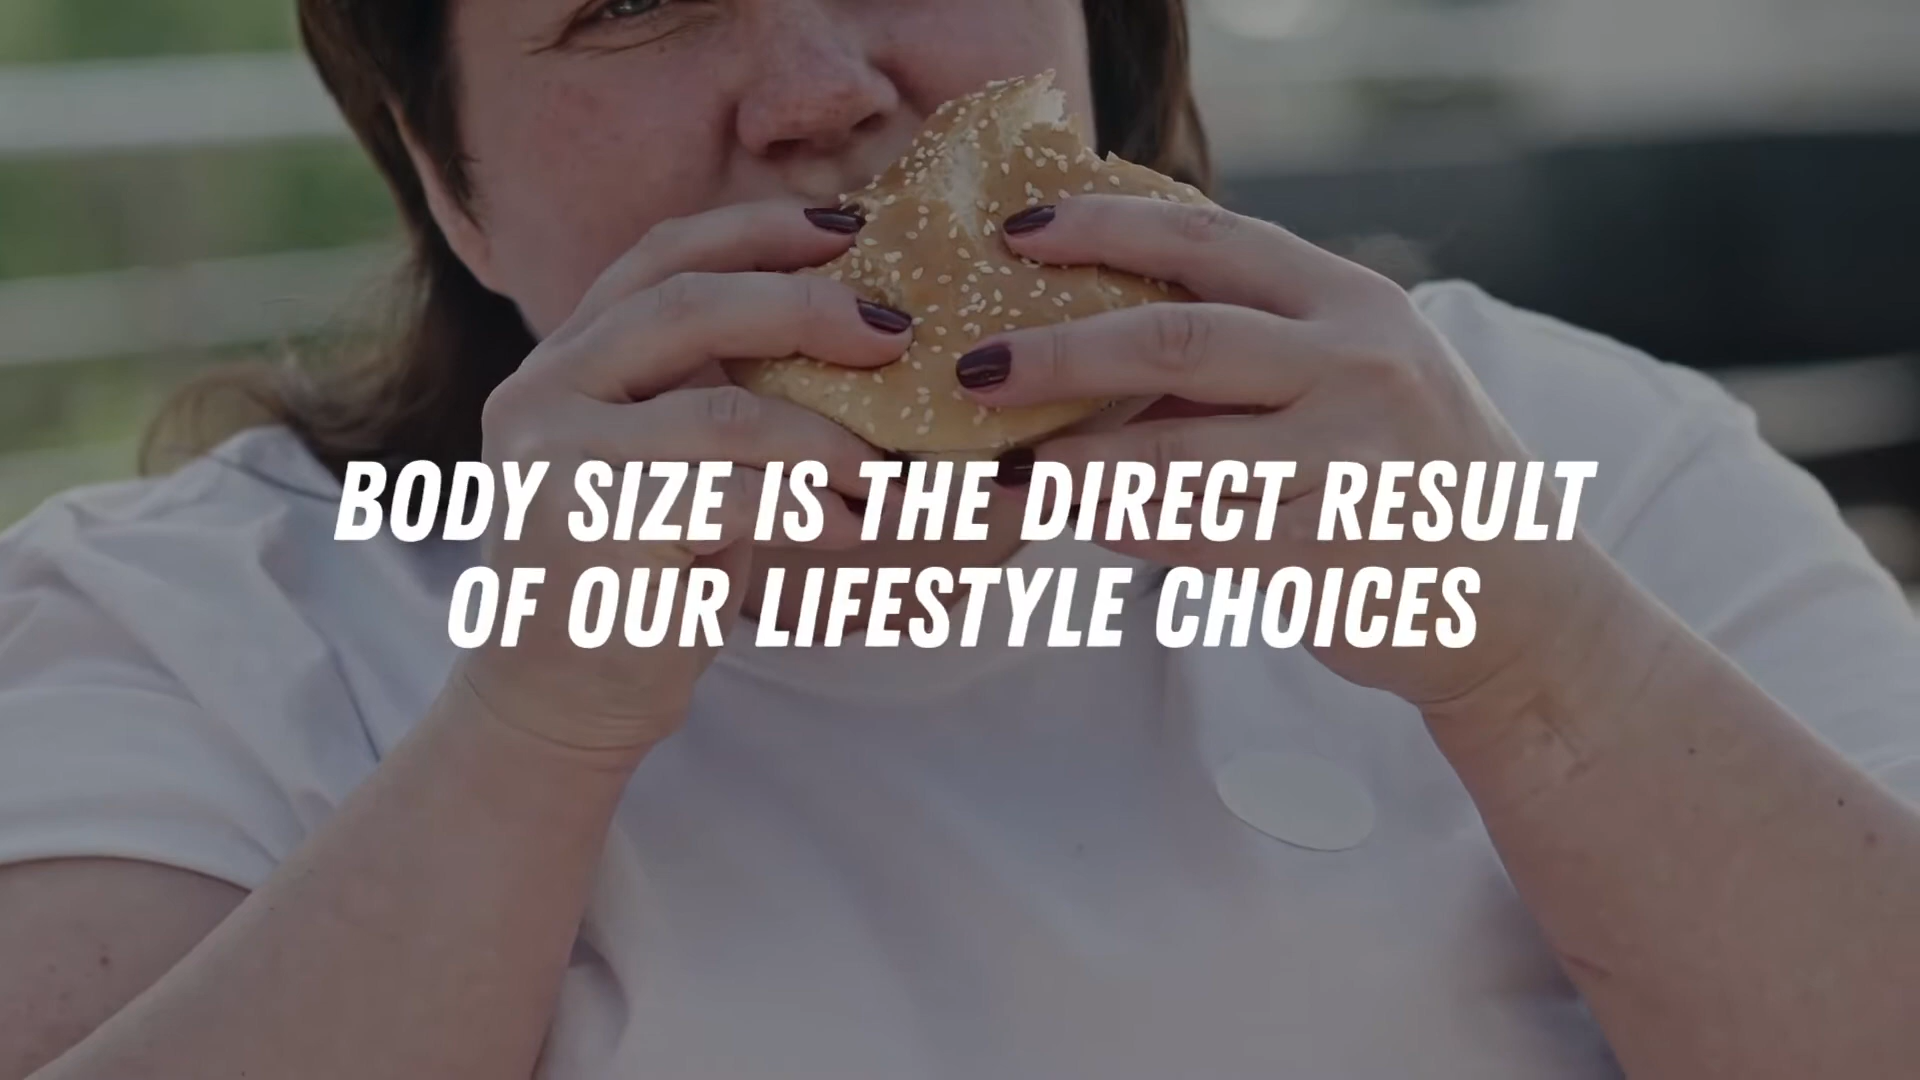 BODY SIZE IS THE DIRECT RESULT
OF OUR LIFESTYLE CHOICES